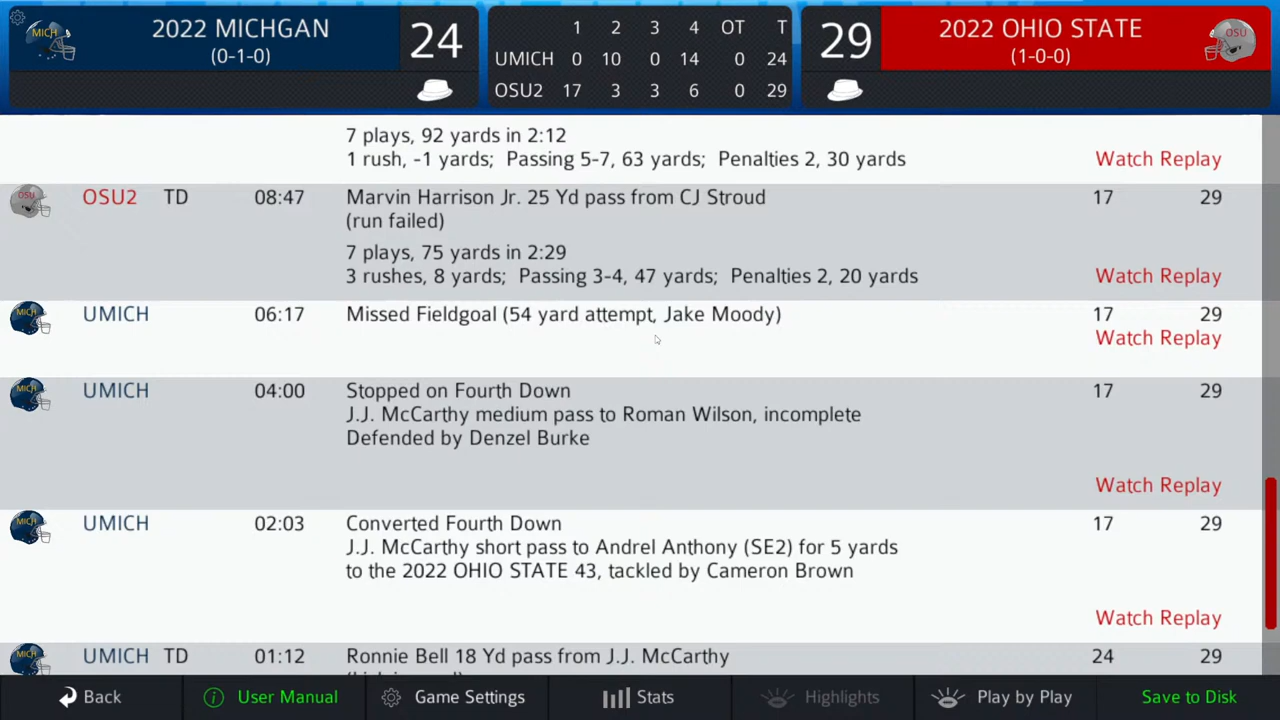 2022 MICHGAN
(0-1-0)
24
1 2 3 4 OT T
UMICH 0 10 0 14 0 24
OSU2 17 3 3 6 0 29
29
2022 OHIO STATE
(1-0-0)
MICH
OSU
7 plays, 92 yards in 2:12
1 rush, -1 yards; Passing 5-7, 63 yards; Penalties 2, 30 yards
Watch Replay
OSU OSU2 TD 08:47 Marvin Harrison Jr. 25 Yd pass from CJ Stroud 17 29
(run failed)
7 plays, 75 yards in 2:29
3 rushes, 8 yards; Passing 3-4, 47 yards; Penalties 2, 20 yards
Watch Replay
MICH UMICH 06:17 Missed Fieldgoal (54 yard attempt, Jake Moody) 17 29
Watch Replay
MICH UMICH 04:00 Stopped on Fourth Down 17 29
J.J. McCarthy medium pass to Roman Wilson, incomplete
Defended by Denzel Burke
Watch Replay
MICH UMICH 02:03 Converted Fourth Down 17 29
J.J. McCarthy short pass to Andrel Anthony (SE2) for 5 yards
to the 2022 OHIO STATE 43, tackled by Cameron Brown
Watch Replay
MICH UMICH TD 01:12 Ronnie Bell 18 Yd pass from J.J. McCarthy 24 29
Back
User Manual
Game Settings
Stats
Highlights
Play by Play
Save to Disk